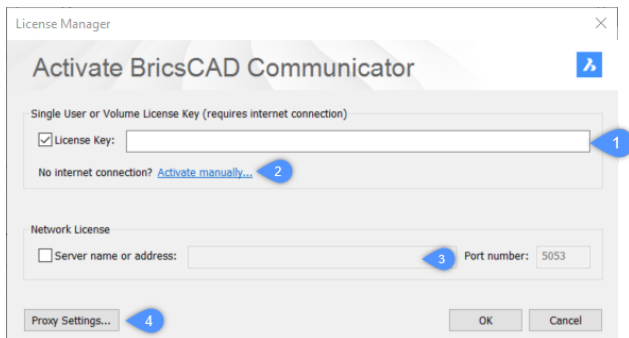 License Manager
Activate BricsCAD Communicator
Single User or Volume License Key (requires internet connection)
License Key:
1
No internet connection? Activate manually... 2
Network License
Server name or address: 3 Port number: 5053
Proxy Settings... 4 OK Cancel